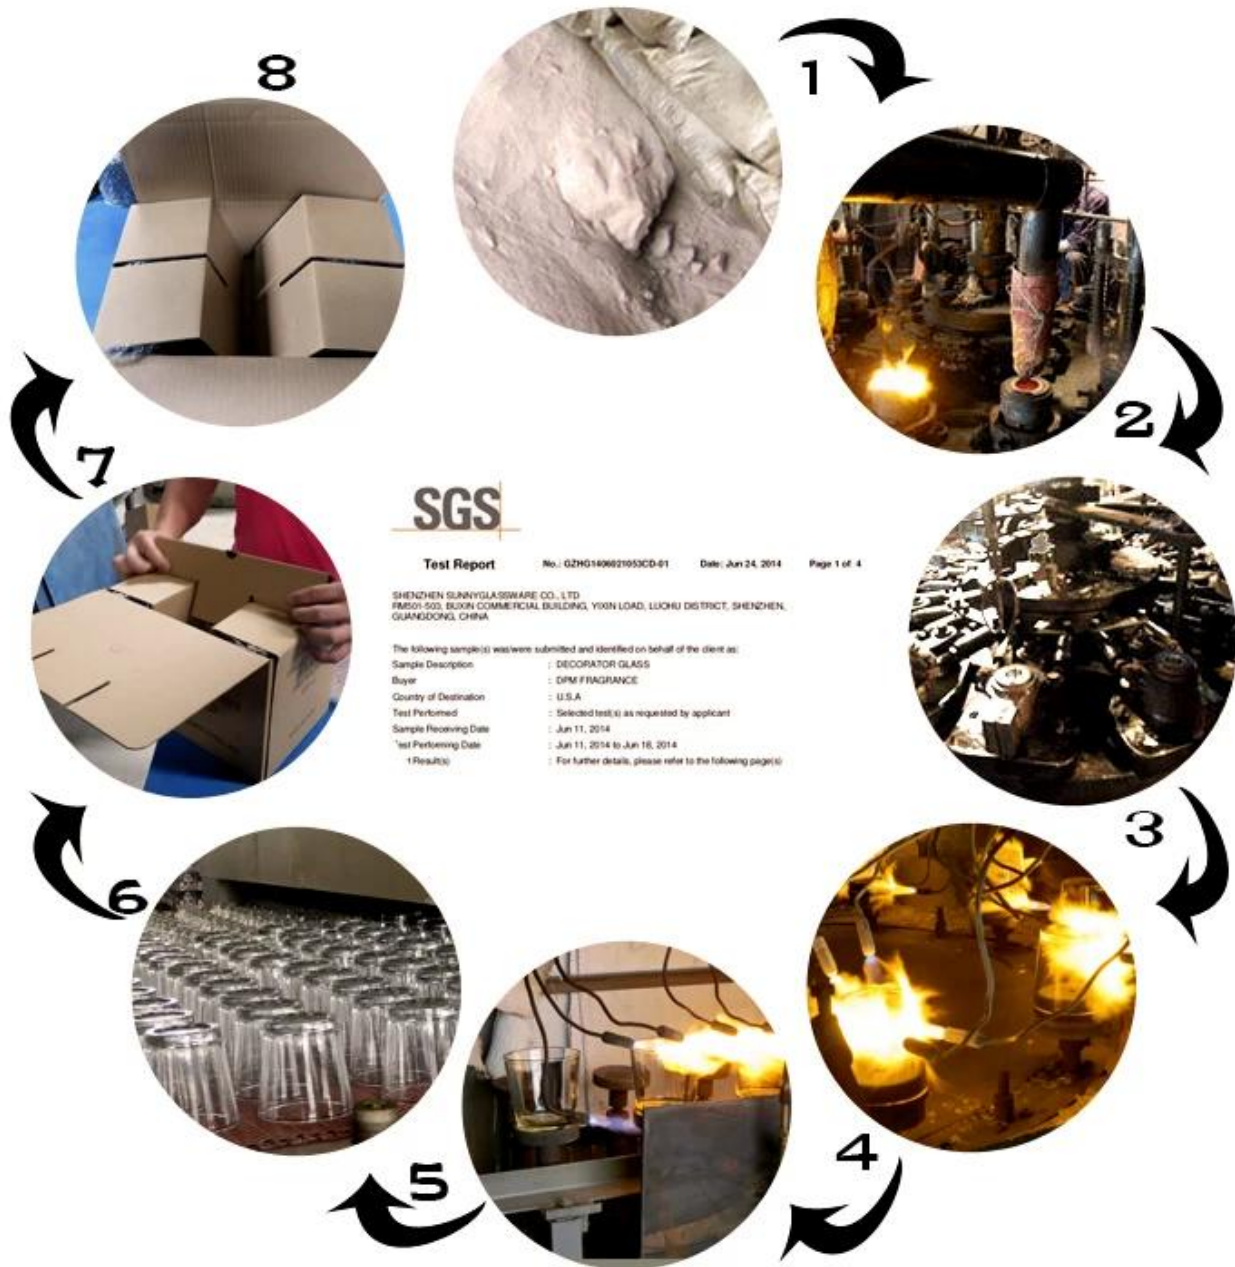 8
1
2
7
SGS
Test Report No.: GZHG1406021053CD-01 Date: Jun 24, 2014 Page 1 of 4
SHENZHEN SUNNYGLASSWARE CO., LTD
RM501-503, BUXIN COMMERCIAL BUILDING, YIXIN LOAD, LUOHU DISTRICT, SHENZHEN,
GUANGDONG, CHINA
The following sample(s) was/were submitted and identified on behalf of the client as:
Sample Description : DECORATOR GLASS
Buyer : DPM FRAGRANCE
Country of Destination : U.S.A
Test Performed : Selected test(s) as requested by applicant
Sample Receiving Date : Jun 11, 2014
Test Performing Date : Jun 11, 2014 to Jun 18, 2014
Result(s) : For further details, please refer to the following page(s)
3
6
4
5